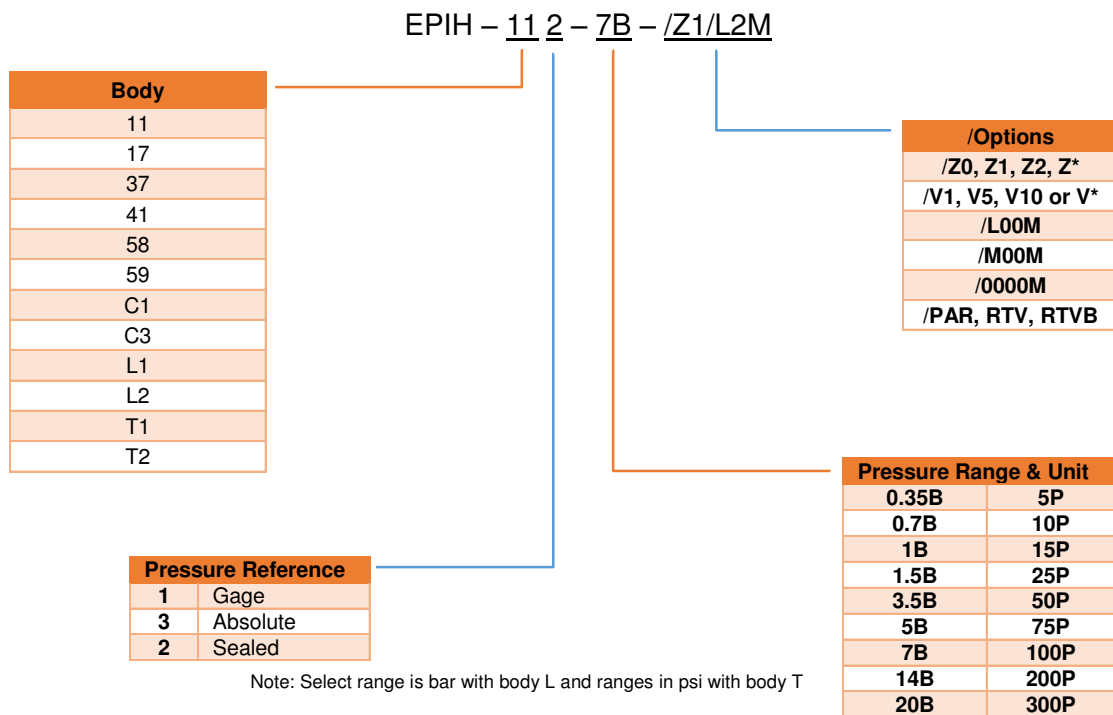 EPIH – 11 2 – 7B – /Z1/L2M
Body
11
17
37
41
58
59
C1
C3
L1
L2
T1
T2
/Options
/Z0, Z1, Z2, Z*
/V1, V5, V10 or V*
/L00M
/M00M
/0000M
/PAR, RTV, RTVB
Pressure Reference
1 Gage
3 Absolute
2 Sealed
Note: Select range is bar with body L and ranges in psi with body T
Pressure Range & Unit
0.35B 5P
0.7B 10P
1B 15P
1.5B 25P
3.5B 50P
5B 75P
7B 100P
14B 200P
20B 300P